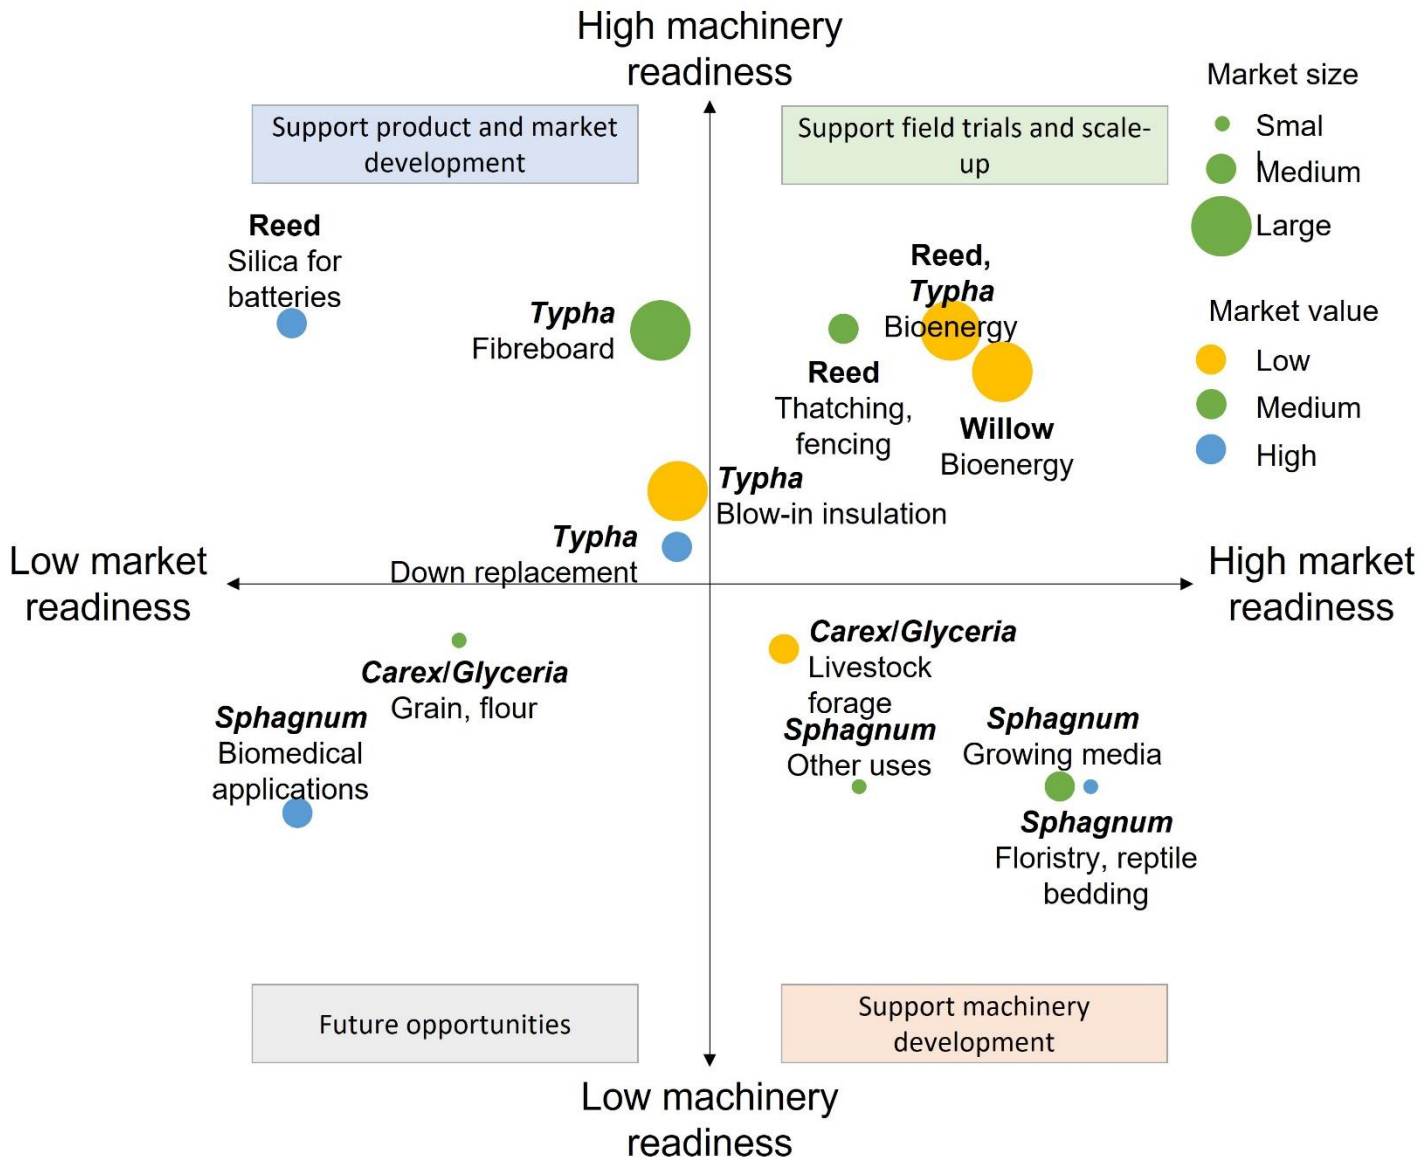 High machinery
readiness
Support product and market
development
Support field trials and scale-
up
Market size
Smal
l
Medium
Large
Reed
Silica for
batteries
Typha
Fibreboard
Reed,
Typha
Bioenergy
Reed
Thatching,
fencing
Willow
Bioenergy
Market value
Low
Medium
High
Typha
Blow-in insulation
Typha
Down replacement
Low market
readiness
High market
readiness
Carex/Glyceria
Grain, flour
Sphagnum
Biomedical
applications
Carex/Glyceria
Livestock
forage
Sphagnum
Other uses
Sphagnum
Growing media
Sphagnum
Floristry, reptile
bedding
Future opportunities
Support machinery
development
Low machinery
readiness